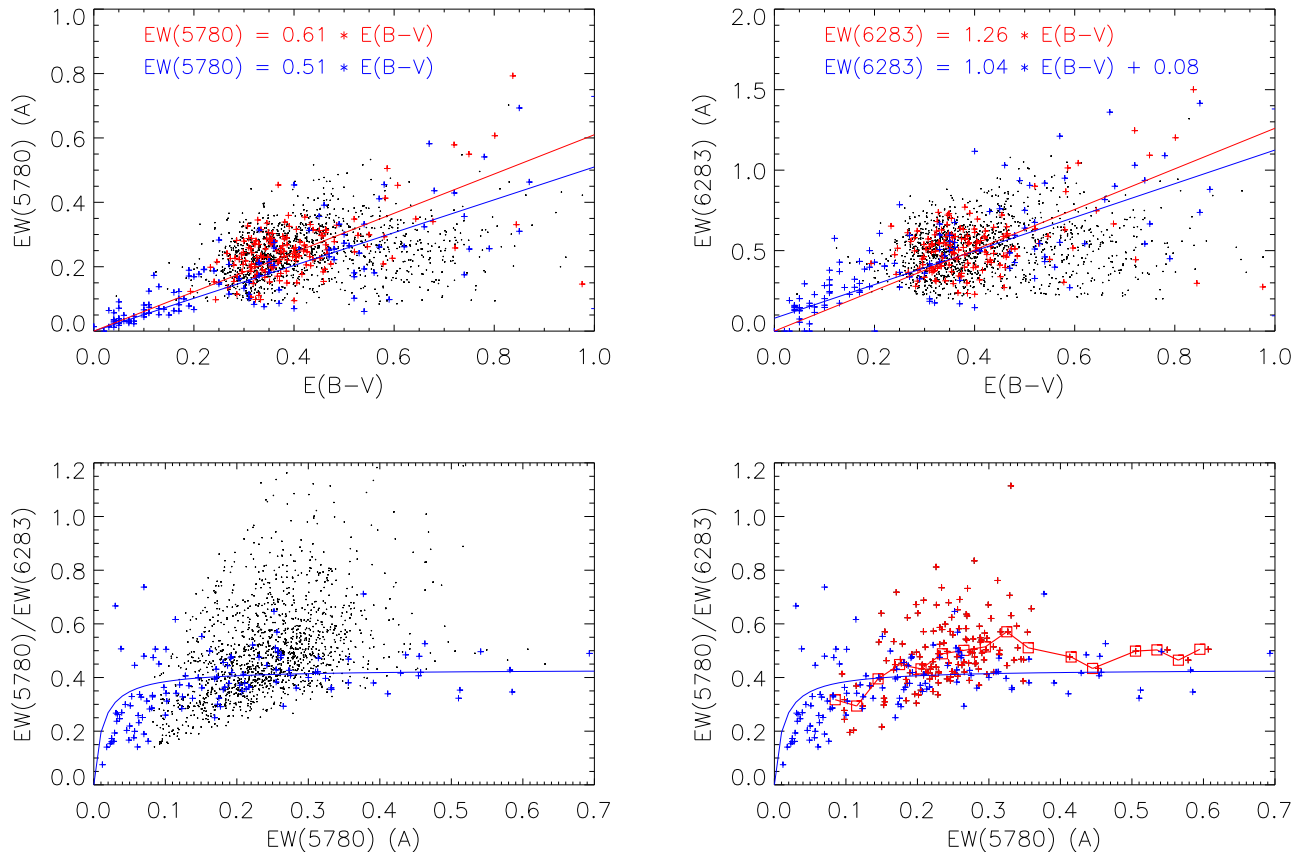 EW(5780) = 0.61 * E(B−V)
EW(5780) = 0.51 * E(B−V)
EW(5780) (A)
1.0
0.8
0.6
0.4
0.2
0.0
0.0 0.2 0.4 0.6 0.8 1.0
E(B−V)
EW(6283) = 1.26 * E(B−V)
EW(6283) = 1.04 * E(B−V) + 0.08
EW(6283) (A)
2.0
1.5
1.0
0.5
0.0
0.0 0.2 0.4 0.6 0.8 1.0
E(B−V)
EW(5780)/EW(6283)
1.2
1.0
0.8
0.6
0.4
0.2
0.0
0.0 0.1 0.2 0.3 0.4 0.5 0.6 0.7
EW(5780) (A)
EW(5780)/EW(6283)
1.2
1.0
0.8
0.6
0.4
0.2
0.0
0.0 0.1 0.2 0.3 0.4 0.5 0.6 0.7
EW(5780) (A)